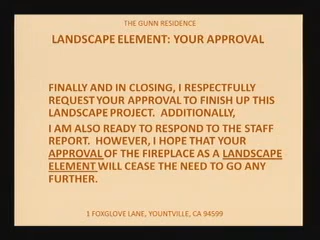 THE GUNN RESIDENCE
LANDSCAPE ELEMENT: YOUR APPROVAL
FINALLY AND IN CLOSING, I RESPECTFULLY
REQUEST YOUR APPROVAL TO FINISH UP THIS
LANDSCAPE PROJECT. ADDITIONALLY,
I AM ALSO READY TO RESPOND TO THE STAFF
REPORT. HOWEVER, I HOPE THAT YOUR
APPROVAL OF THE FIREPLACE AS A LANDSCAPE
ELEMENT WILL CEASE THE NEED TO GO ANY
FURTHER.
1 FOXGLOVE LANE, YOUNTVILLE, CA 94599